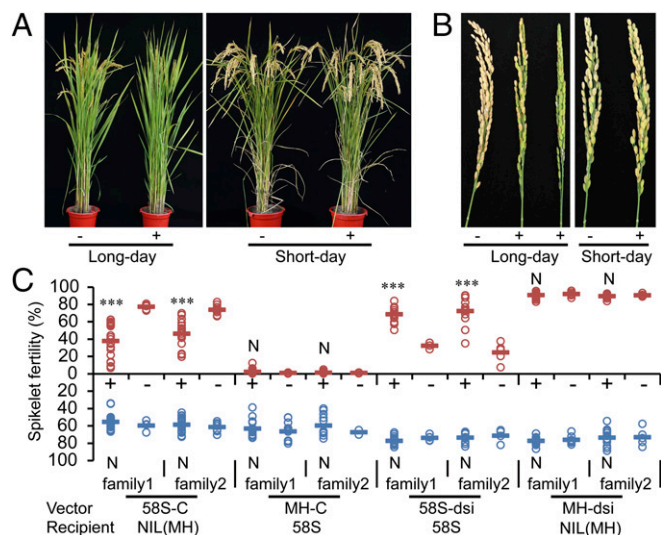 A
B
- + - +
Long-day Short-day
- + + - +
Long-day Short-day
C
Spikelet fertility (%)
100
80
60
40
20
0
20
40
60
80
100
*** *** N N *** *** N N
+ - + - + - + - + - + - + - + -
N N N N N N N N
family1 family2 family1 family2 family1 family2 family1 family2
Vector 58S-C MH-C 58S-dsi MH-dsi
Recipient NIL(MH) 58S 58S NIL(MH)